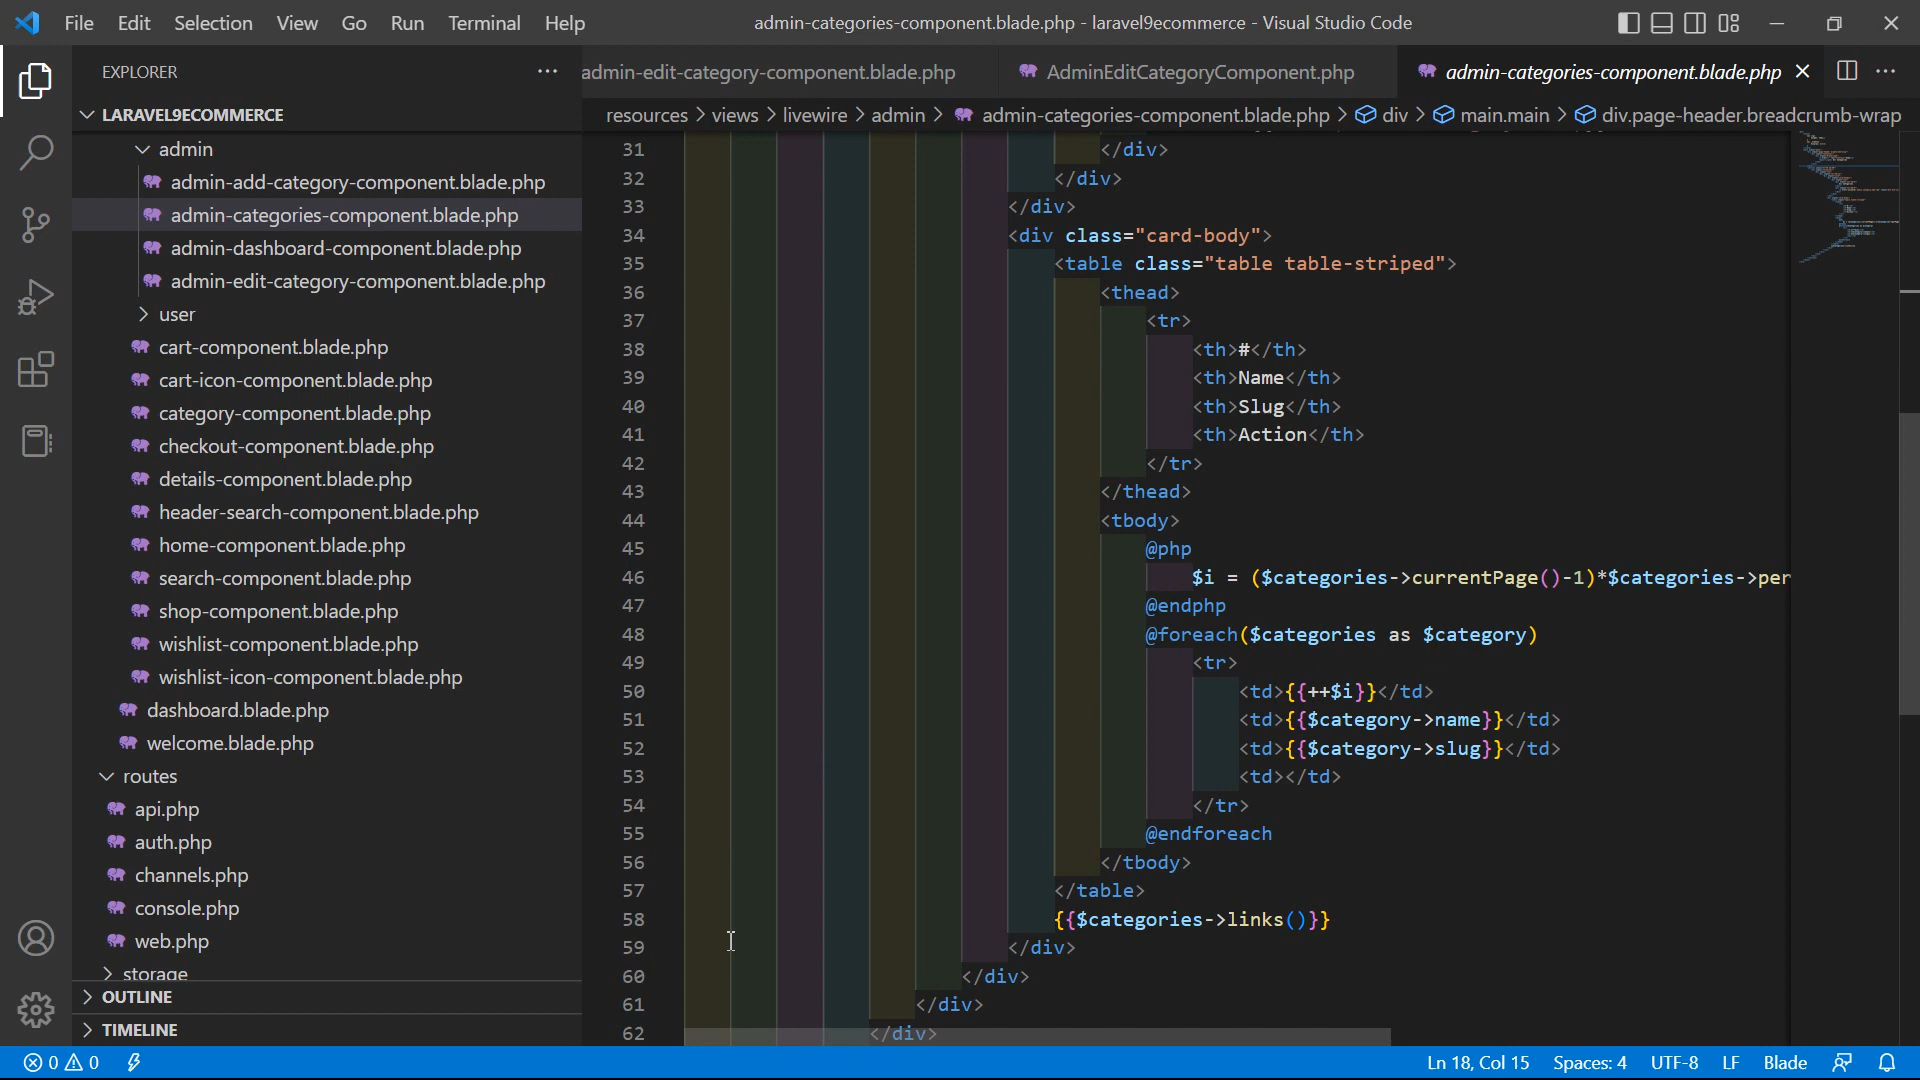 File Edit Selection View Go Run Terminal Help
admin-categories-component.blade.php - laravel9ecommerce - Visual Studio Code
EXPLORER
admin-edit-category-component.blade.php
AdminEditCategoryComponent.php
admin-categories-component.blade.php
LARAVEL9ECOMMERCE
resources > views > livewire > admin > admin-categories-component.blade.php > div > main.main > div.page-header.breadcrumb-wrap
admin
admin-add-category-component.blade.php
admin-categories-component.blade.php
admin-dashboard-component.blade.php
admin-edit-category-component.blade.php
user
cart-component.blade.php
cart-icon-component.blade.php
category-component.blade.php
checkout-component.blade.php
details-component.blade.php
header-search-component.blade.php
home-component.blade.php
search-component.blade.php
shop-component.blade.php
wishlist-component.blade.php
wishlist-icon-component.blade.php
dashboard.blade.php
welcome.blade.php
routes
api.php
auth.php
channels.php
console.php
web.php
storage
OUTLINE
TIMELINE
31 </div>
32 </div>
33 </div>
34 <div class="card-body">
35 <table class="table table-striped">
36 <thead>
37 <tr>
38 <th>#</th>
39 <th>Name</th>
40 <th>Slug</th>
41 <th>Action</th>
42 </tr>
43 </thead>
44 <tbody>
45 @php
46 $i = ($categories->currentPage()-1)*$categories->per
47 @endphp
48 @foreach($categories as $category)
49 <tr>
50 <td>{{++$i}}</td>
51 <td>{{$category->name}}</td>
52 <td>{{$category->slug}}</td>
53 <td></td>
54 </tr>
55 @endforeach
56 </tbody>
57 </table>
58 {{$categories->links()}}
59 </div>
60 </div>
61 </div>
62 </div>
0 0
Ln 18, Col 15 Spaces: 4 UTF-8 LF Blade